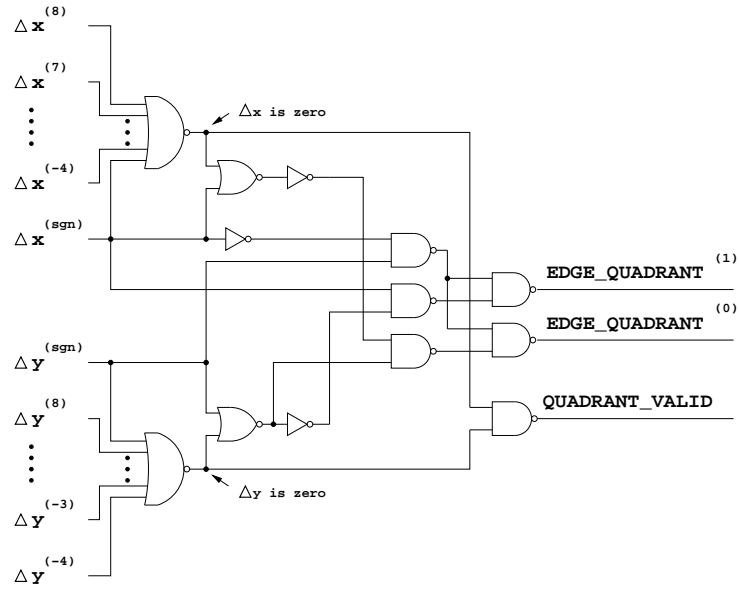 △x(8)
△x(7)
△x(-4)
△x(sgn)
△x is zero
EDGE_QUADRANT(1)
EDGE_QUADRANT(0)
QUADRANT_VALID
△y(sgn)
△y(8)
△y(-3)
△y(-4)
△y is zero